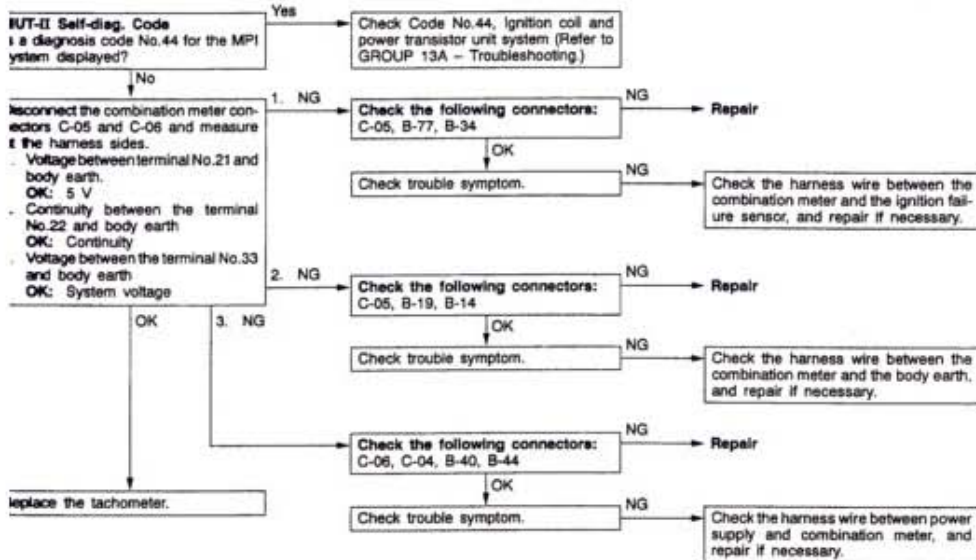 Yes
MUT-II Self-diag. Code
s a diagnosis code No.44 for the MPI
ystem displayed?
Check Code No.44, Ignition coil and
power transistor unit system (Refer to
GROUP 13A – Troubleshooting.)
No
isconnect the combination meter con-
ectors C-05 and C-06 and measure
t the harness sides.
. Voltage between terminal No.21 and
body earth.
OK: 5 V
. Continuity between the terminal
No.22 and body earth
OK: Continuity
. Voltage between the terminal No.33
and body earth
OK: System voltage
1. NG
Check the following connectors:
C-05, B-77, B-34
NG
Repair
OK
Check trouble symptom.
NG
Check the harness wire between the
combination meter and the ignition fail-
ure sensor, and repair if necessary.
2. NG
Check the following connectors:
C-05, B-19, B-14
NG
Repair
OK
Check trouble symptom.
NG
Check the harness wire between the
combination meter and the body earth,
and repair if necessary.
OK
3. NG
Check the following connectors:
C-06, C-04, B-40, B-44
NG
Repair
OK
Check trouble symptom.
NG
Check the harness wire between power
supply and combination meter, and
repair if necessary.
eplace the tachometer.